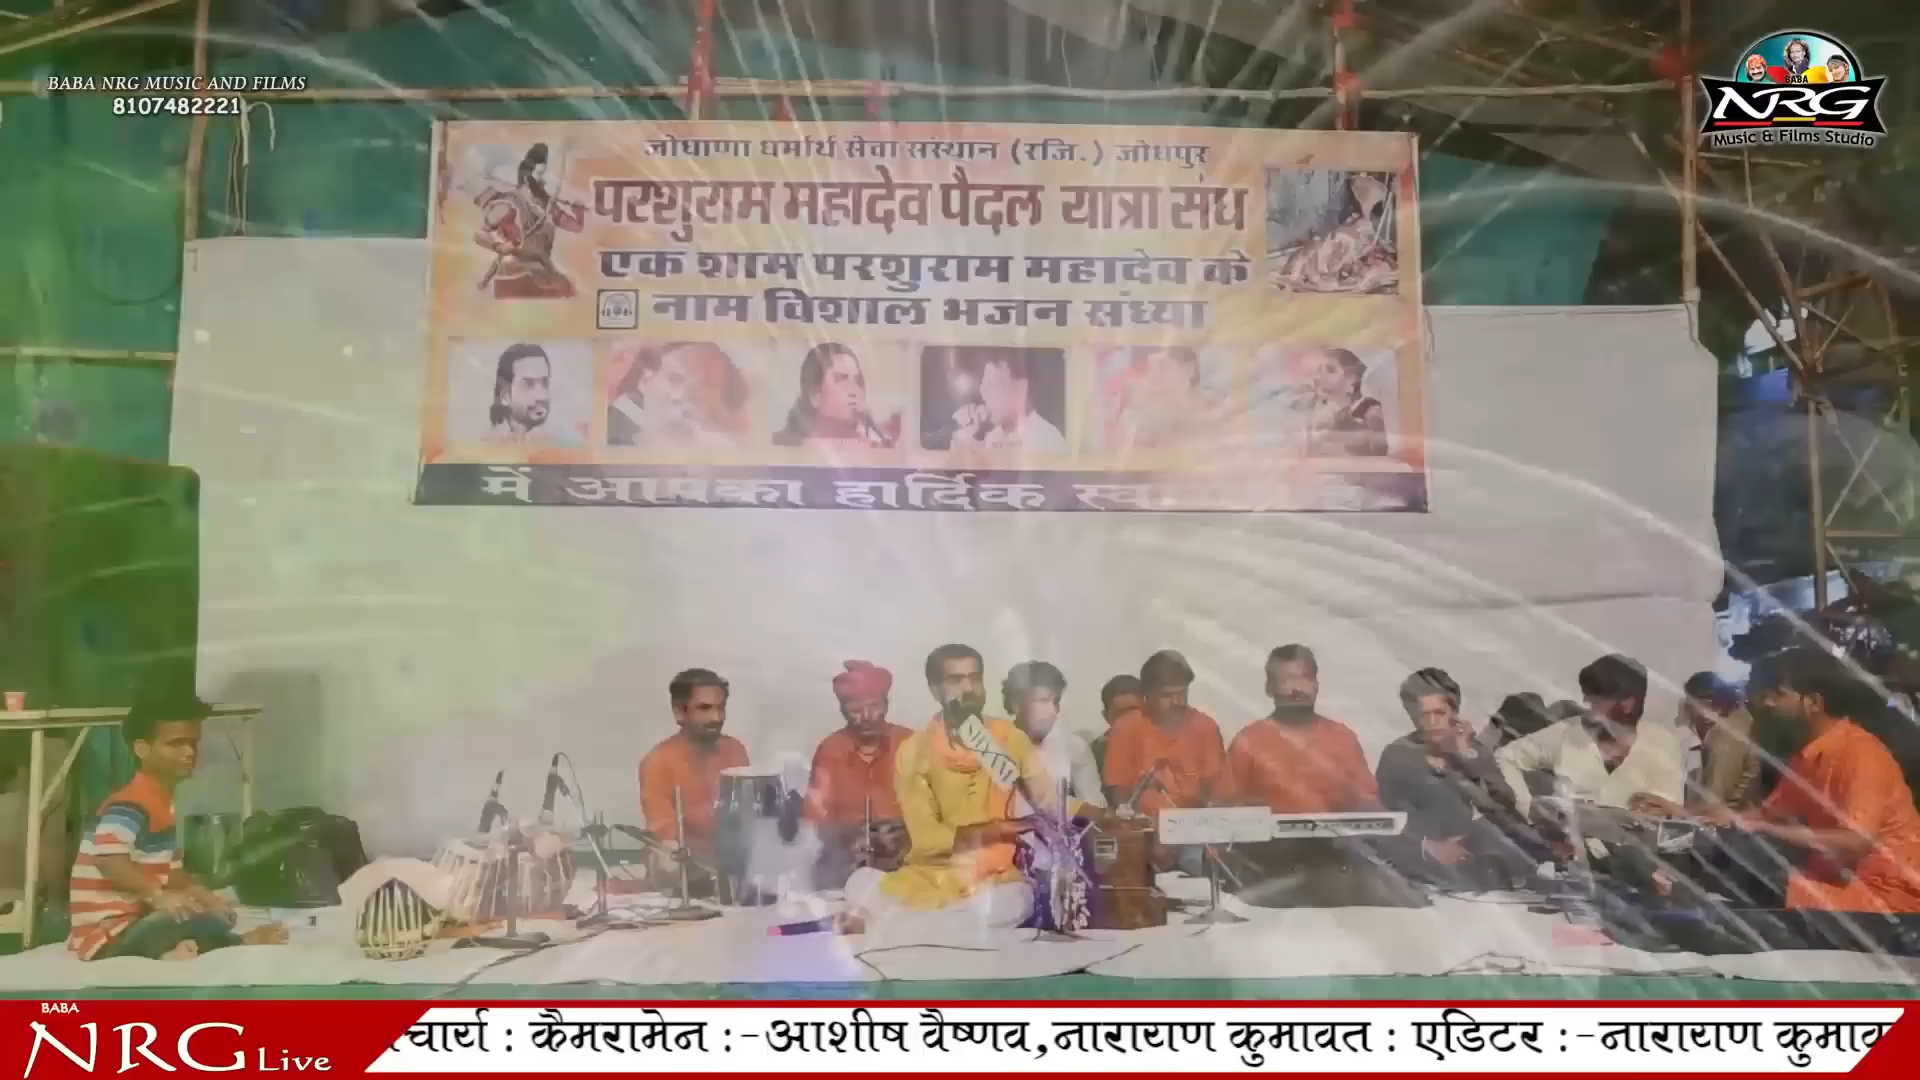 BABA NRG MUSIC AND FILMS
8107482221
BABA
NRG
Music & Films Studio
जोधाणा धर्मार्थ सेवा संस्थान (रजि.) जोधपुर
परशुराम महादेव पैदल यात्रा संघ
एक शाम परशुराम महादेव के
नाम विशाल भजन संध्या
में आपका हार्दिक
BABA
NRG Live
चार्य : कैमरामेन :-आशीष वैष्णव,नारायण कुमावत : एडिटर :-नारायण कुमाव